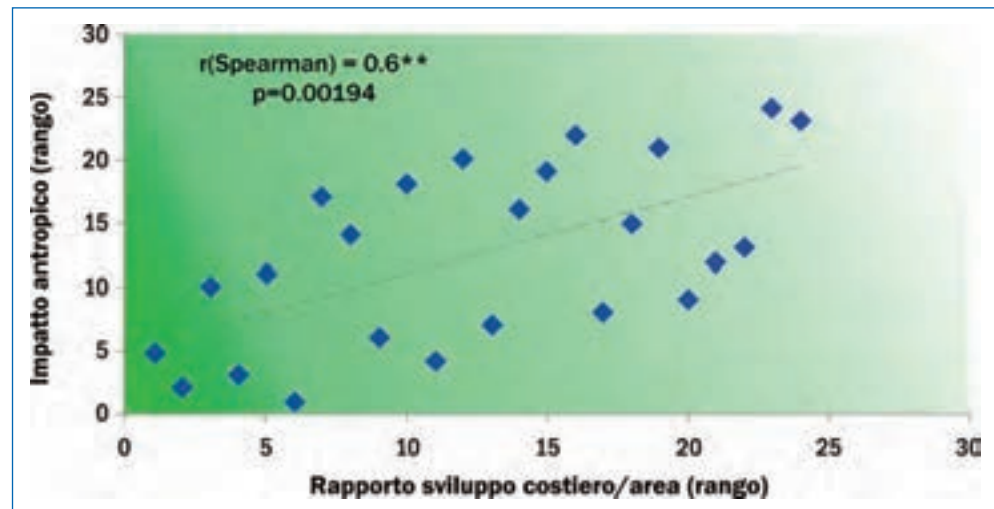 30
r(Spearman) = 0.6**
p=0.00194
25
20
15
10
5
0
Impatto antropico (rango)
0 5 10 15 20 25 30
Rapporto sviluppo costiero/area (rango)